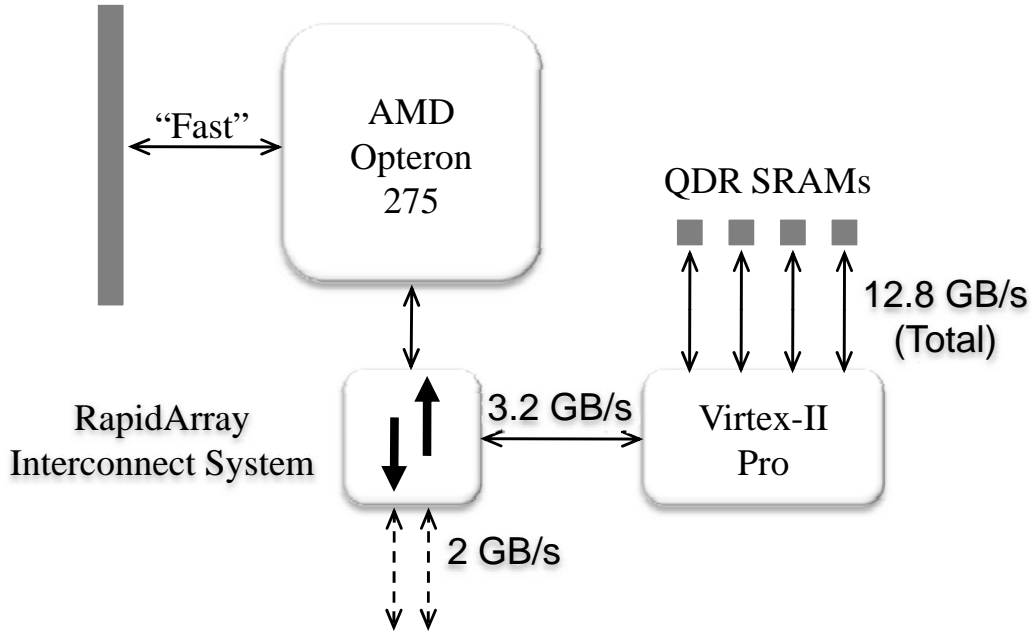 “Fast”
AMD
Opteron
275
QDR SRAMs
12.8 GB/s
(Total)
RapidArray
Interconnect System
3.2 GB/s
Virtex-II
Pro
2 GB/s